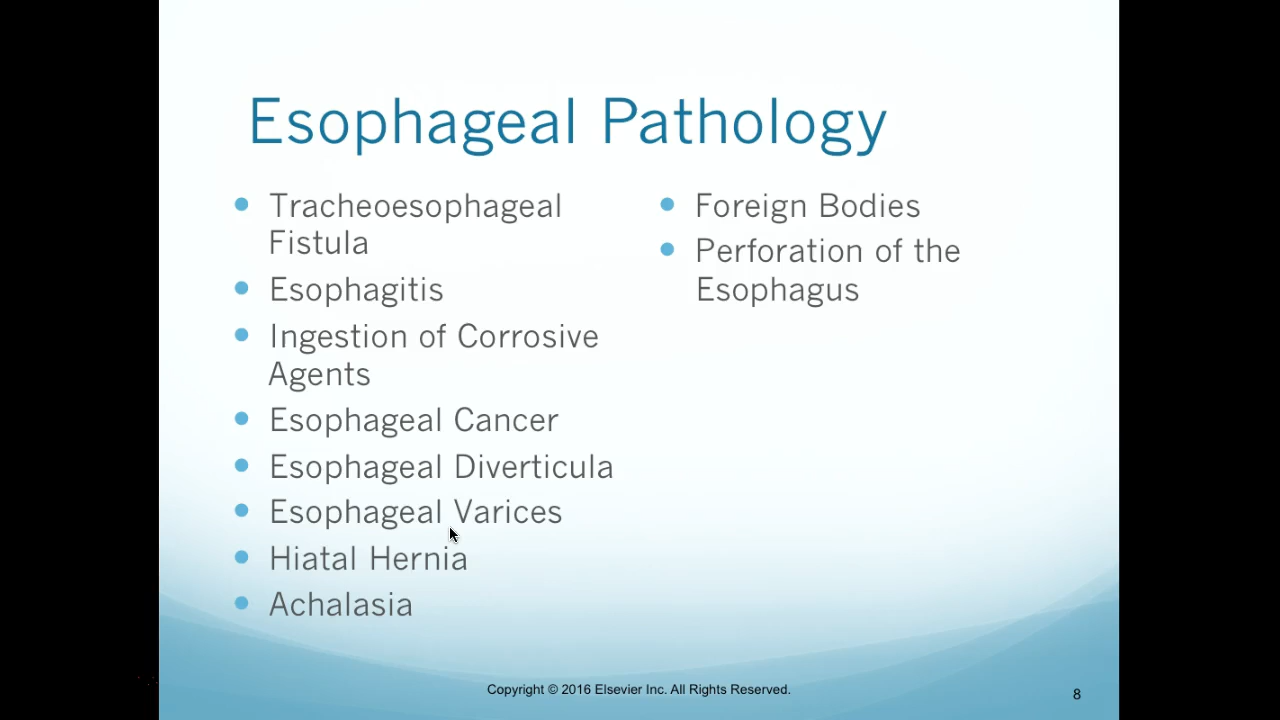 Esophageal Pathology
• Tracheoesophageal
Fistula
• Esophagitis
• Ingestion of Corrosive
Agents
• Esophageal Cancer
• Esophageal Diverticula
• Esophageal Varices
• Hiatal Hernia
• Achalasia
• Foreign Bodies
• Perforation of the
Esophagus
Copyright © 2016 Elsevier Inc. All Rights Reserved.
8